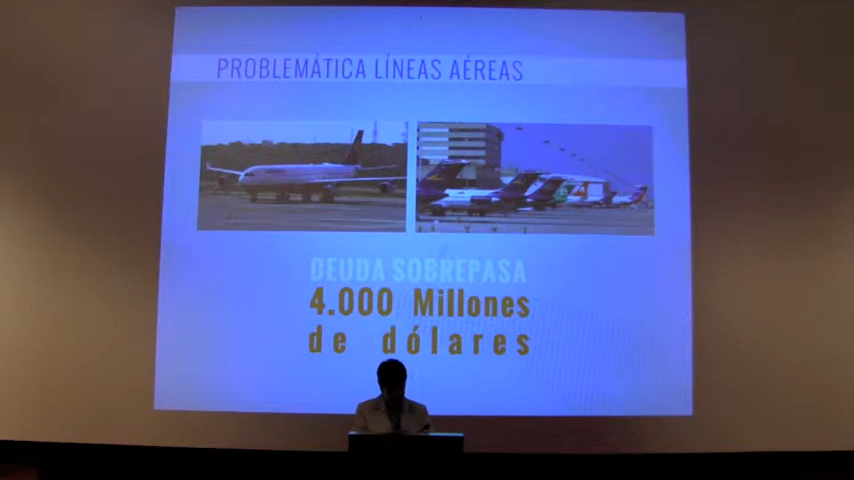 PROBLEMÁTICA LÍNEAS AÉREAS
DEUDA SOBREPASA
4.000 Millones
de dólares